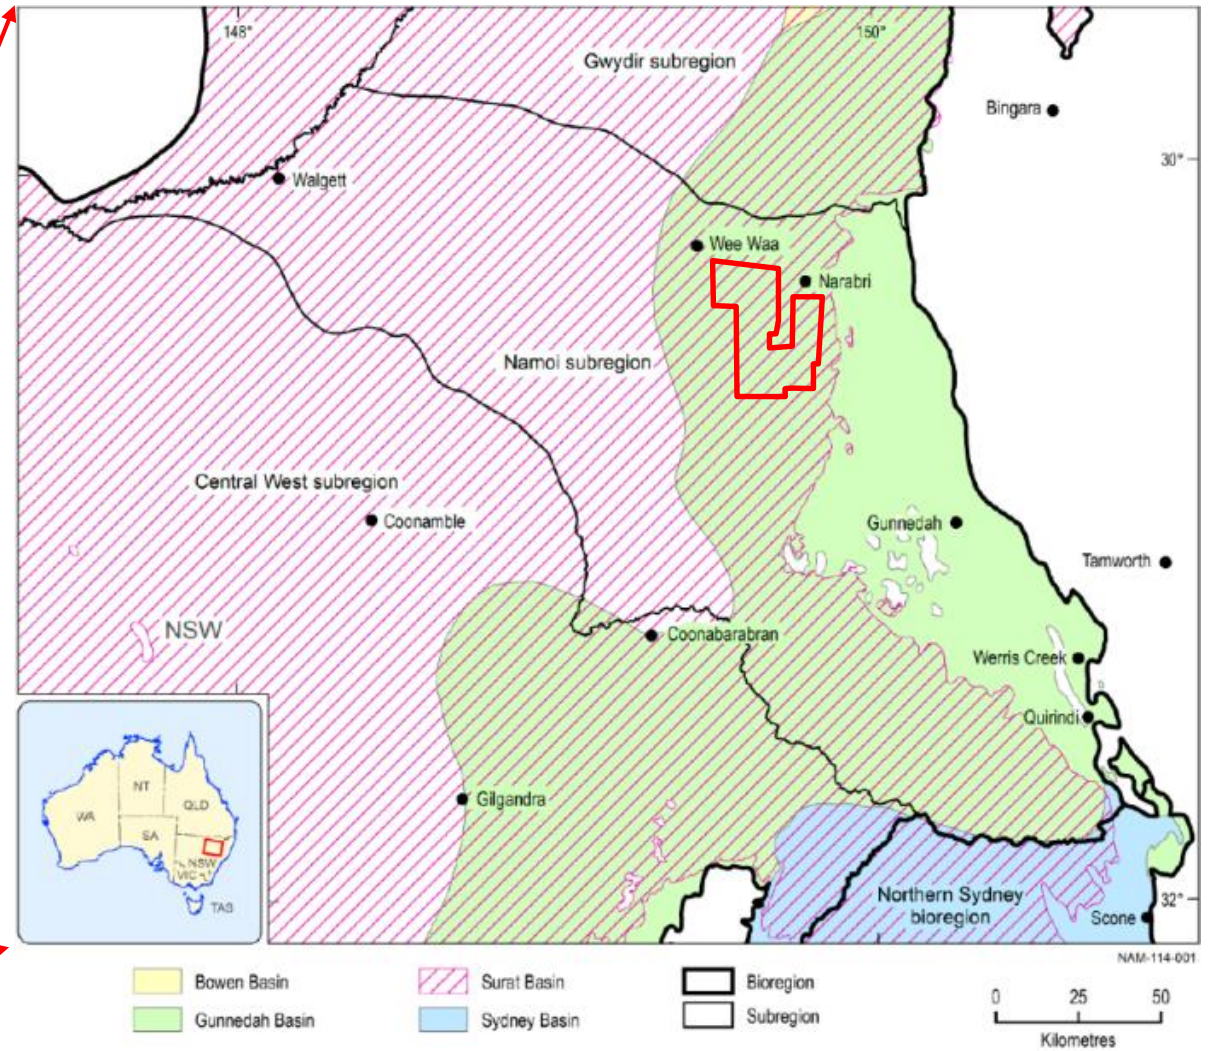 148°
150°
Gwydir subregion
Bingara
30°
Walgett
Wee Waa
Narabri
Namoi subregion
Central West subregion
Coonamble
Gunnedah
Tamworth
NSW
Coonabarabran
Werris Creek
Quirindi
NT
QLD
WA
SA
NSW
VIC
TAS
Gilgandra
Northern Sydney
bioregion
32°
Scone
NAM-114-001
Bowen Basin
Surat Basin
Bioregion
Gunnedah Basin
Sydney Basin
Subregion
0 25 50
Kilometres